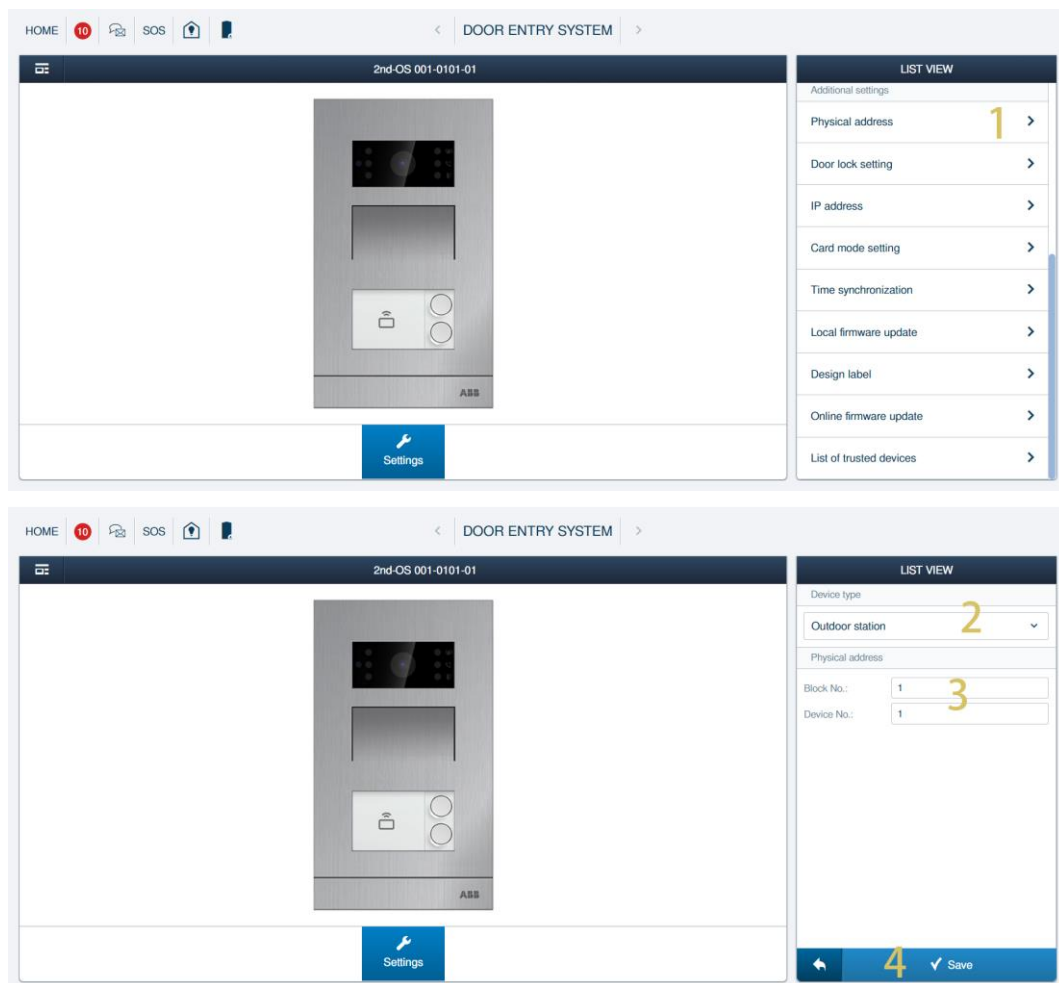 HOME 10 SOS < DOOR ENTRY SYSTEM >
2nd-OS 001-0101-01
ABB
Settings
LIST VIEW
Additional settings
Physical address 1
Door lock setting
IP address
Card mode setting
Time synchronization
Local firmware update
Design label
Online firmware update
List of trusted devices
HOME 10 SOS < DOOR ENTRY SYSTEM >
2nd-OS 001-0101-01
ABB
Settings
LIST VIEW
Device type
Outdoor station 2
Physical address
Block No.: 1 3
Device No.: 1
4 Save